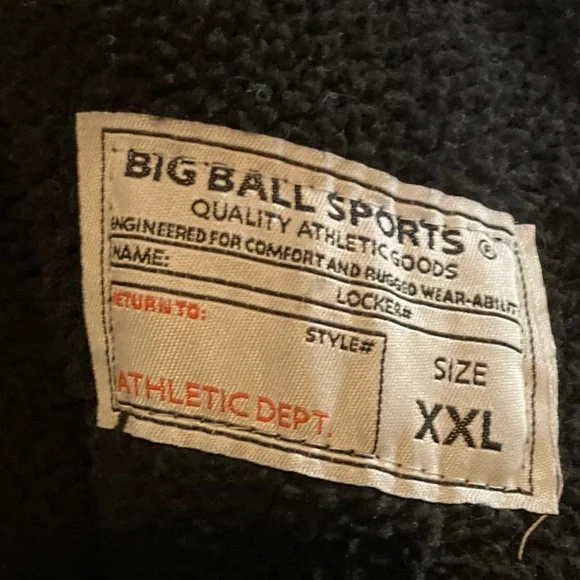 BIG BALL SPORTS ©
QUALITY ATHLETIC GOODS
ENGINEERED FOR COMFORT AND RUGGED WEAR-ABILITY
NAME:
LOCKER#
RETURN TO:
STYLE#
ATHLETIC DEPT.
SIZE
XXL